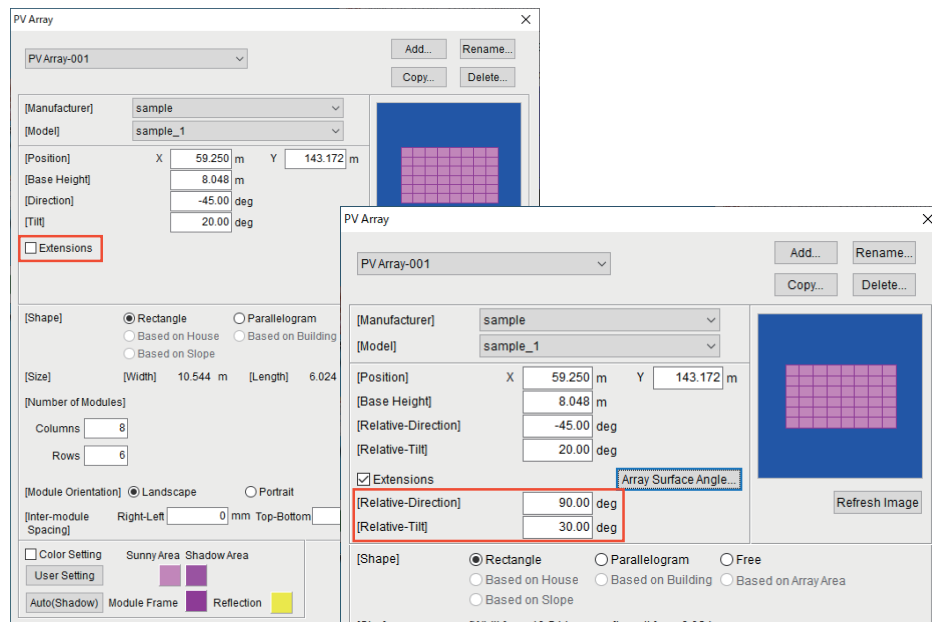 PV Array
PV Array-001
Add... Rename...
Copy... Delete...
[Manufacturer] sample
[Model] sample_1
[Position] X 59.250 m Y 143.172 m
[Base Height] 8.048 m
[Direction] -45.00 deg
[Tilt] 20.00 deg
Extensions
[Shape] Rectangle Parallelogram
Based on House Based on Building
Based on Slope
[Size] [Width] 10.544 m [Length] 6.024
[Number of Modules]
Columns 8
Rows 6
[Module Orientation] Landscape Portrait
[Inter-module Spacing] Right-Left 0 mm Top-Bottom
Color Setting Sunny Area Shadow Area
User Setting
Auto(Shadow) Module Frame Reflection
PV Array
PV Array-001
Add... Rename...
Copy... Delete...
[Manufacturer] sample
[Model] sample_1
[Position] X 59.250 m Y 143.172 m
[Base Height] 8.048 m
[Relative-Direction] -45.00 deg
[Relative-Tilt] 20.00 deg
Extensions Array Surface Angle...
[Relative-Direction] 90.00 deg
[Relative-Tilt] 30.00 deg
Refresh Image
[Shape] Rectangle Parallelogram Free
Based on House Based on Building Based on Array Area
Based on Slope